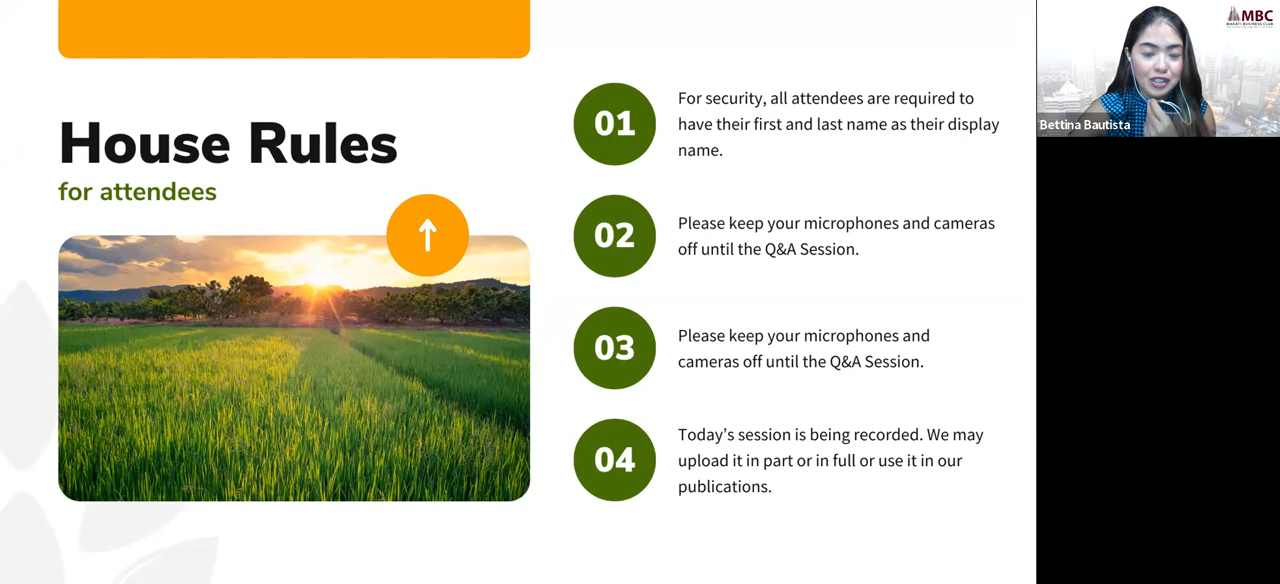 House Rules
for attendees
01
For security, all attendees are required to
have their first and last name as their display
name.
02
Please keep your microphones and cameras
off until the Q&A Session.
03
Please keep your microphones and
cameras off until the Q&A Session.
04
Today’s session is being recorded. We may
upload it in part or in full or use it in our
publications.
MBC
MAKATI BUSINESS CLUB
Bettina Bautista